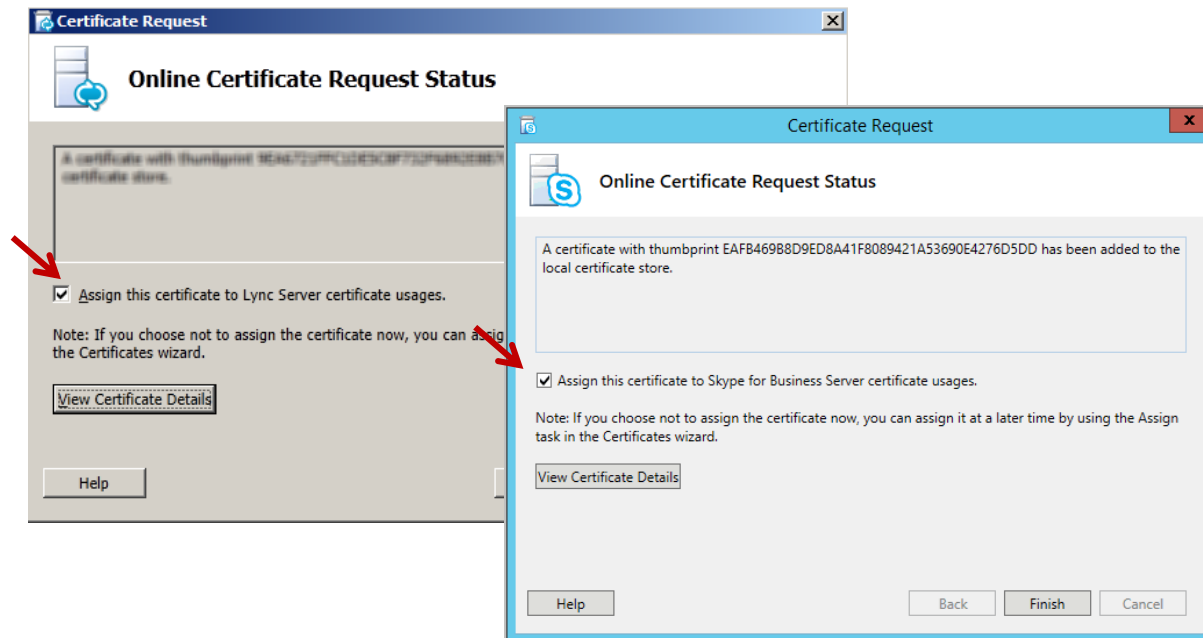 Certificate Request
Online Certificate Request Status
A certificate with thumbprint
certificate store.
Assign this certificate to Lync Server certificate usages.
Note: If you choose not to assign the certificate now, you can assig
the Certificates wizard.
View Certificate Details
Help
Certificate Request
Online Certificate Request Status
A certificate with thumbprint EAFB469B8D9ED8A41F8089421A53690E4276D5DD has been added to the
local certificate store.
Assign this certificate to Skype for Business Server certificate usages.
Note: If you choose not to assign the certificate now, you can assign it at a later time by using the Assign
task in the Certificates wizard.
View Certificate Details
Help
Back
Finish
Cancel